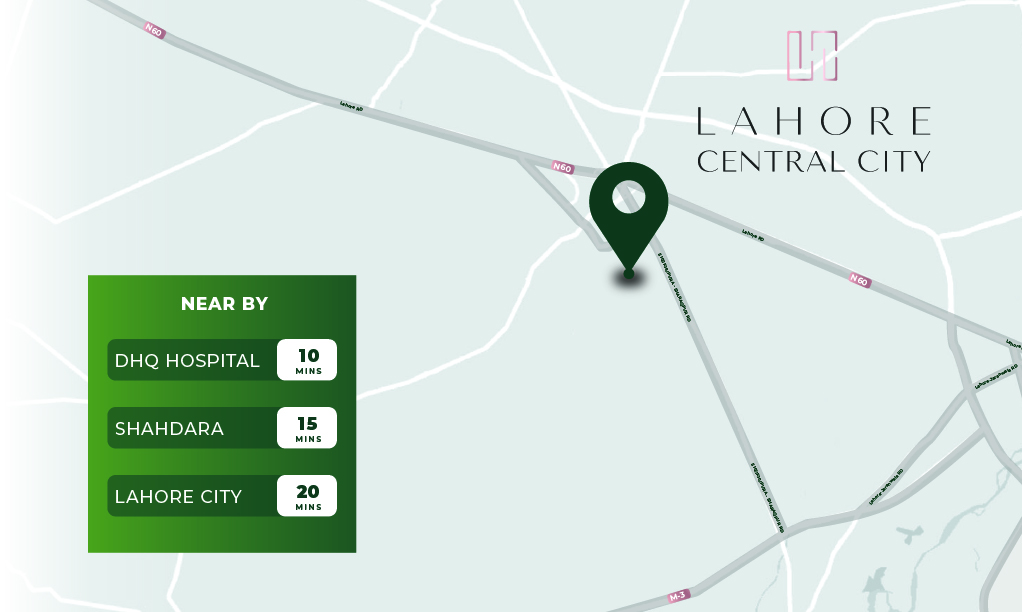 N60
Lahore RD
N60
LAHORE
CENTRAL CITY
Lahore RD
N60
NEAR BY
DHQ HOSPITAL
10
MINS
SHAHDARA
15
MINS
LAHORE CITY
20
MINS
M-3